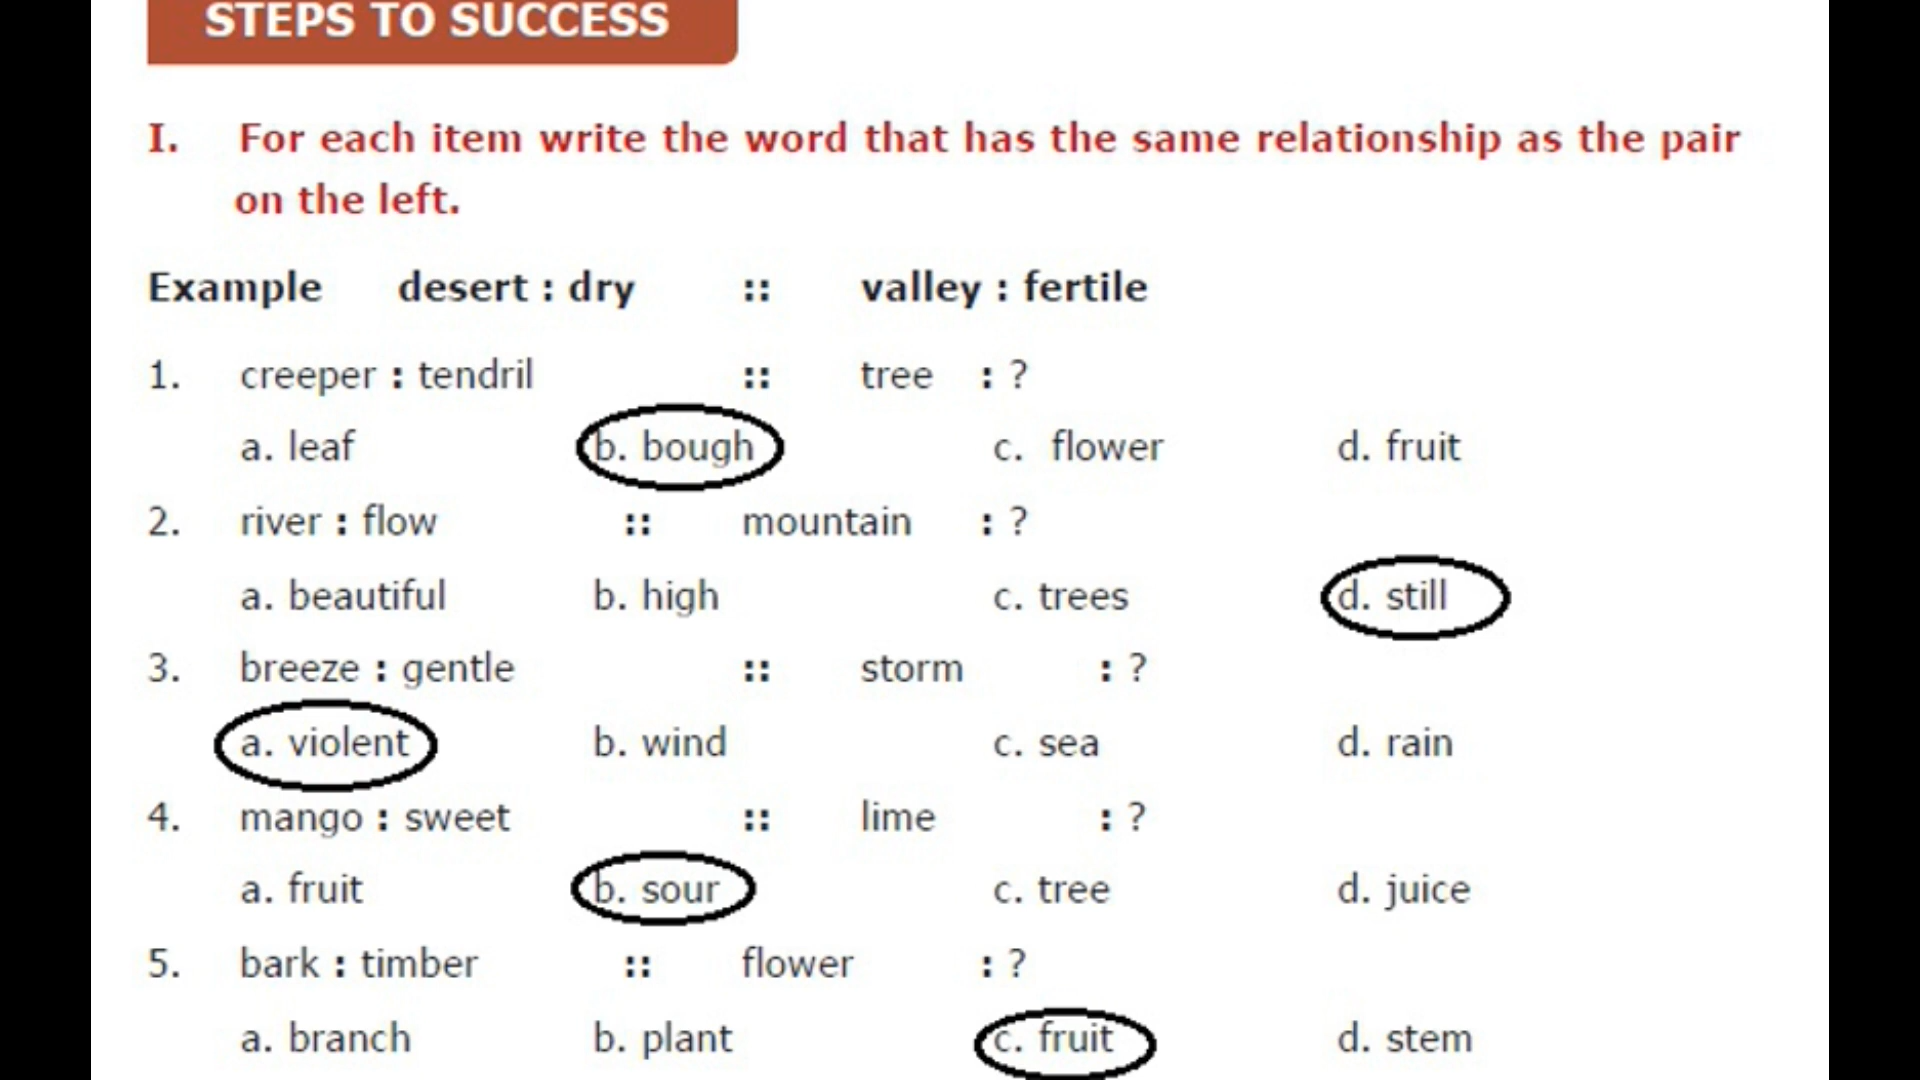 STEPS TO SUCCESS
I. For each item write the word that has the same relationship as the pair
on the left.
Example desert : dry :: valley : fertile
1. creeper : tendril :: tree : ?
a. leaf b. bough c. flower d. fruit
2. river : flow :: mountain : ?
a. beautiful b. high c. trees d. still
3. breeze : gentle :: storm : ?
a. violent b. wind c. sea d. rain
4. mango : sweet :: lime : ?
a. fruit b. sour c. tree d. juice
5. bark : timber :: flower : ?
a. branch b. plant c. fruit d. stem